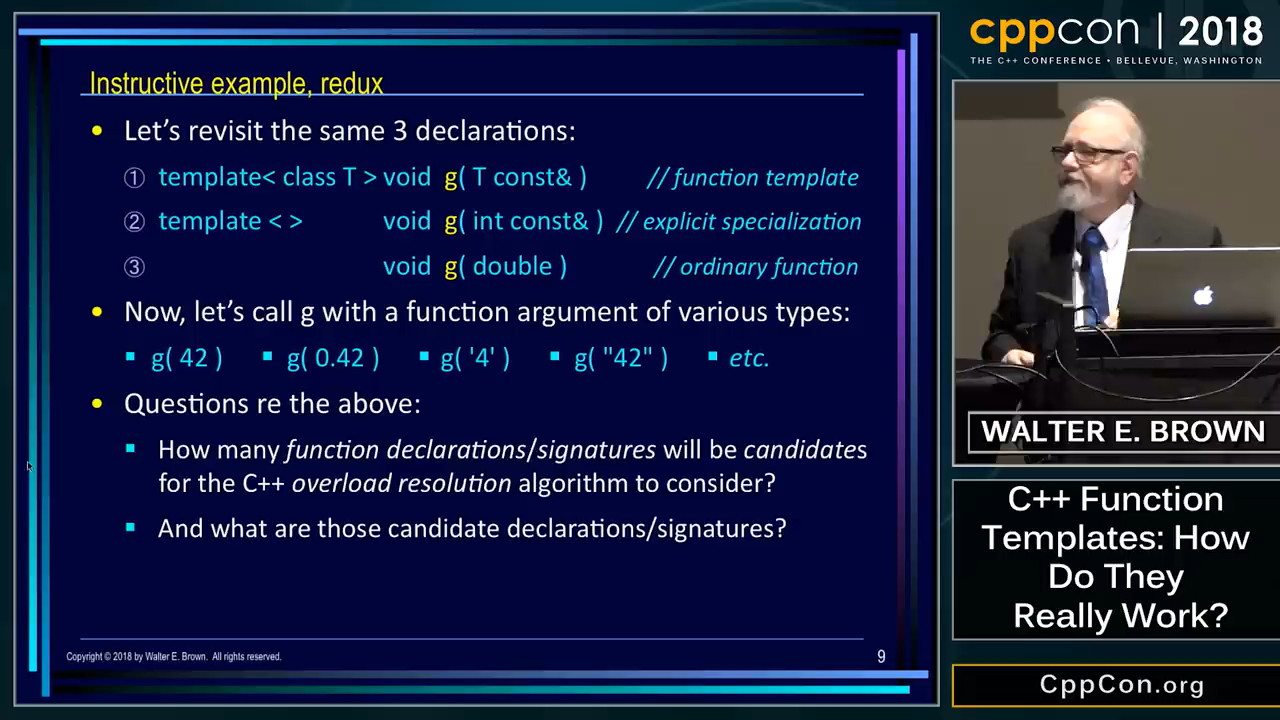 Instructive example, redux
• Let's revisit the same 3 declarations:
① template< class T > void g( T const& ) // function template
② template < > void g( int const& ) // explicit specialization
③ void g( double ) // ordinary function
• Now, let's call g with a function argument of various types:
▪ g( 42 ) ▪ g( 0.42 ) ▪ g( '4' ) ▪ g( "42" ) ▪ etc.
• Questions re the above:
▪ How many function declarations/signatures will be candidates
for the C++ overload resolution algorithm to consider?
▪ And what are those candidate declarations/signatures?
Copyright © 2018 by Walter E. Brown. All rights reserved.
9
cppcon | 2018
THE C++ CONFERENCE • BELLEVUE, WASHINGTON
WALTER E. BROWN
C++ Function
Templates: How
Do They
Really Work?
CppCon.org